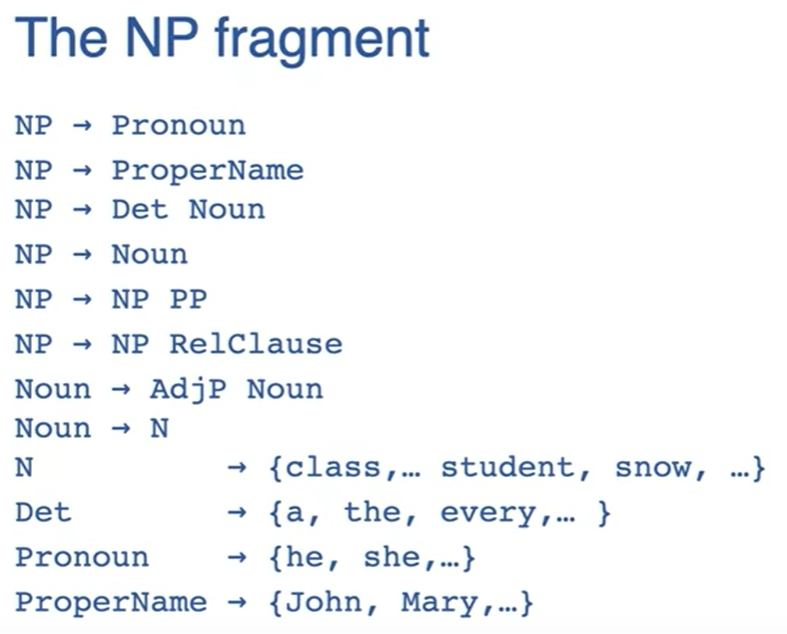 The NP fragment
NP → Pronoun
NP → ProperName
NP → Det Noun
NP → Noun
NP → NP PP
NP → NP RelClause
Noun → AdjP Noun
Noun → N
N → {class,… student, snow, …}
Det → {a, the, every,… }
Pronoun → {he, she,…}
ProperName → {John, Mary,…}